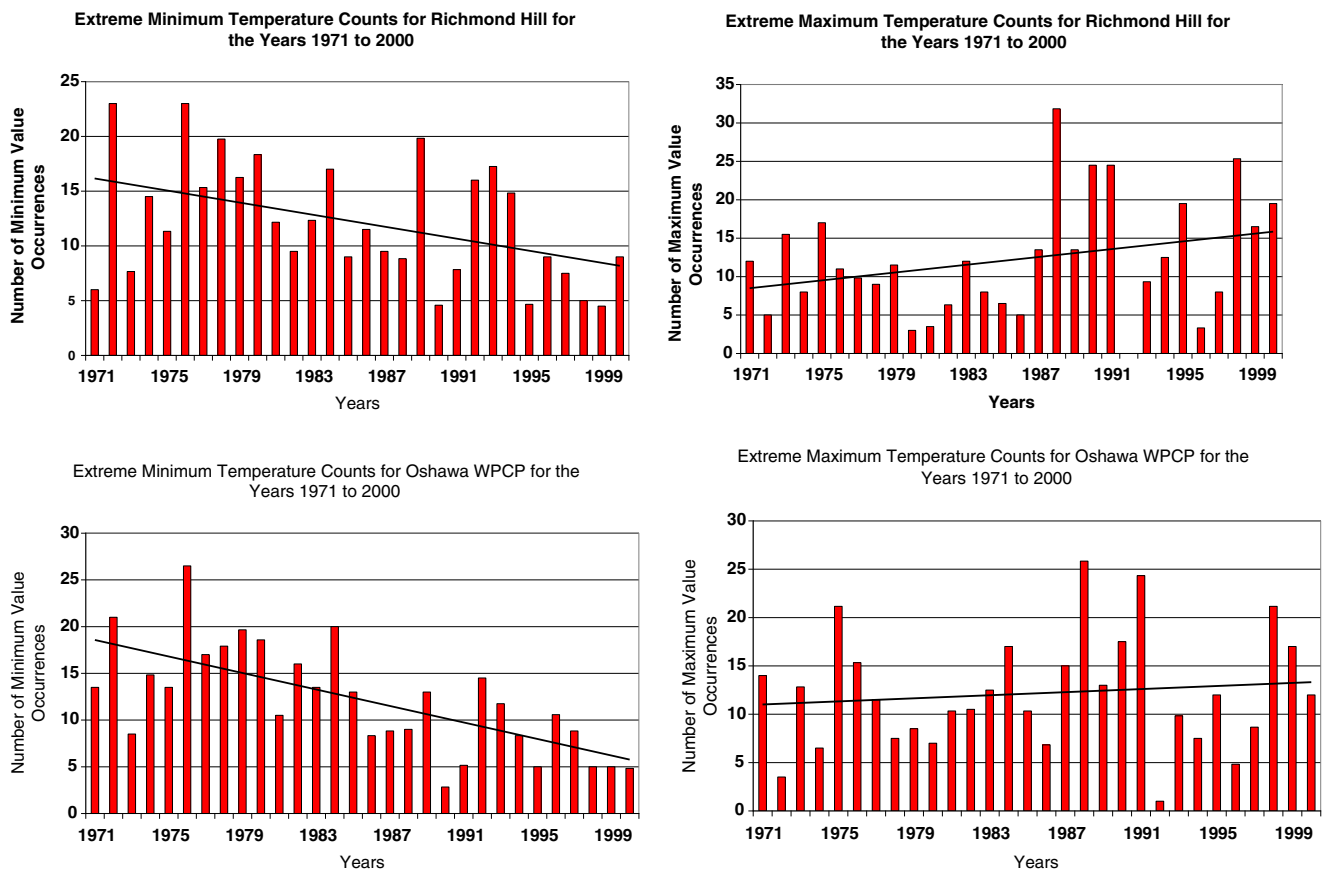 Extreme Minimum Temperature Counts for Richmond Hill for
the Years 1971 to 2000
Number of Minimum Value
Occurrences
25
20
15
10
5
0
1971 1975 1979 1983 1987 1991 1995 1999
Years
Extreme Maximum Temperature Counts for Richmond Hill for
the Years 1971 to 2000
Number of Maximum Value
Occurrences
35
30
25
20
15
10
5
0
1971 1975 1979 1983 1987 1991 1995 1999
Years
Extreme Minimum Temperature Counts for Oshawa WPCP for the
Years 1971 to 2000
Number of Minimum Value
Occurrences
30
25
20
15
10
5
0
1971 1975 1979 1983 1987 1991 1995 1999
Years
Extreme Maximum Temperature Counts for Oshawa WPCP for the
Years 1971 to 2000
Number of Maximum Value
Occurrences
30
25
20
15
10
5
0
1971 1975 1979 1983 1987 1991 1995 1999
Years